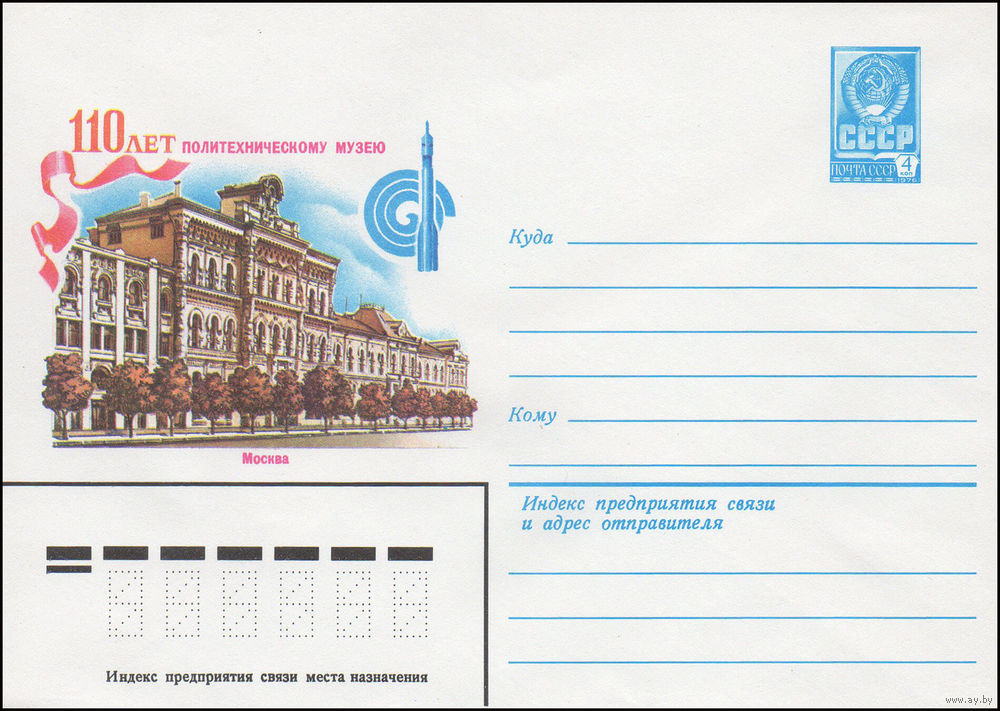 110 ЛЕТ ПОЛИТЕХНИЧЕСКОМУ МУЗЕЮ
Москва
СССР
ПОЧТА СССР 4 КОП
1976
Куда
Кому
Индекс предприятия связи
и адрес отправителя
Индекс предприятия связи места назначения
www.ay.by